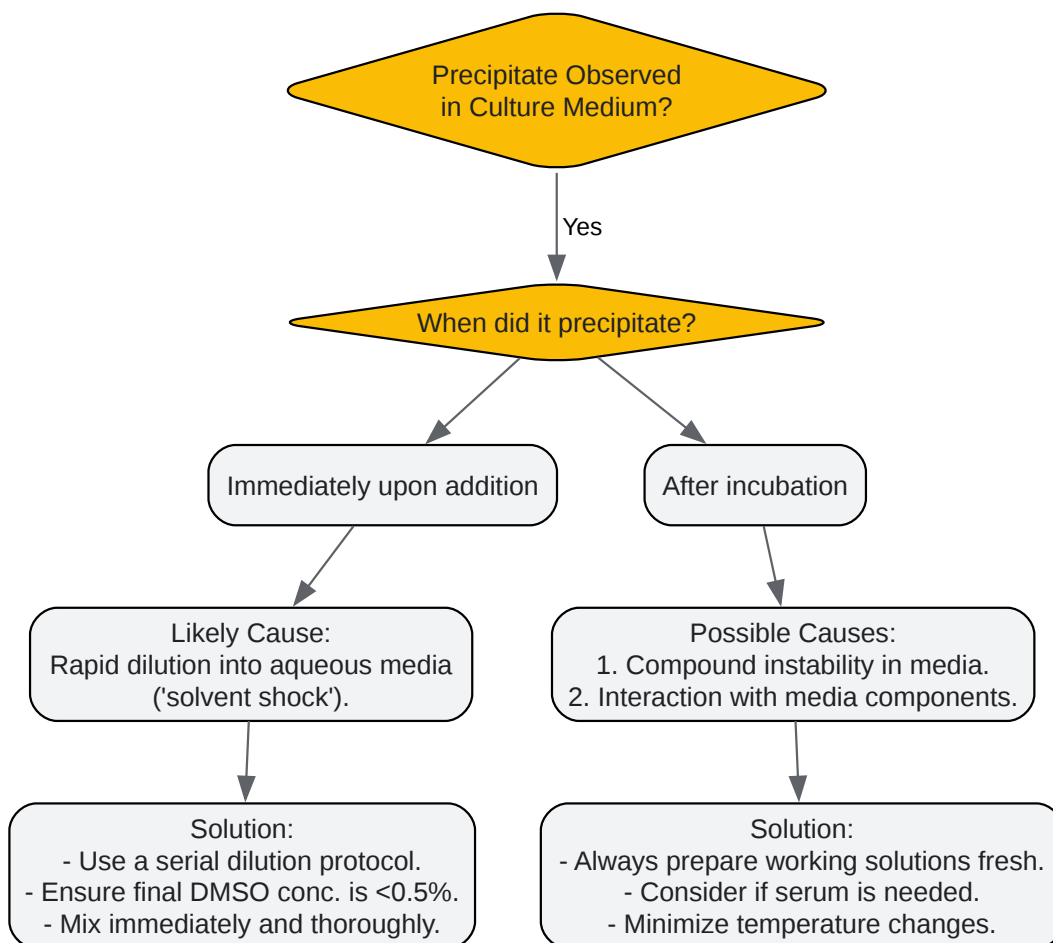 Precipitate Observed
in Culture Medium?
Yes
When did it precipitate?
Immediately upon addition
After incubation
Likely Cause:
Rapid dilution into aqueous media
('solvent shock').
Possible Causes:
1. Compound instability in media.
2. Interaction with media components.
Solution:
- Use a serial dilution protocol.
- Ensure final DMSO conc. is <0.5%.
- Mix immediately and thoroughly.
Solution:
- Always prepare working solutions fresh.
- Consider if serum is needed.
- Minimize temperature changes.